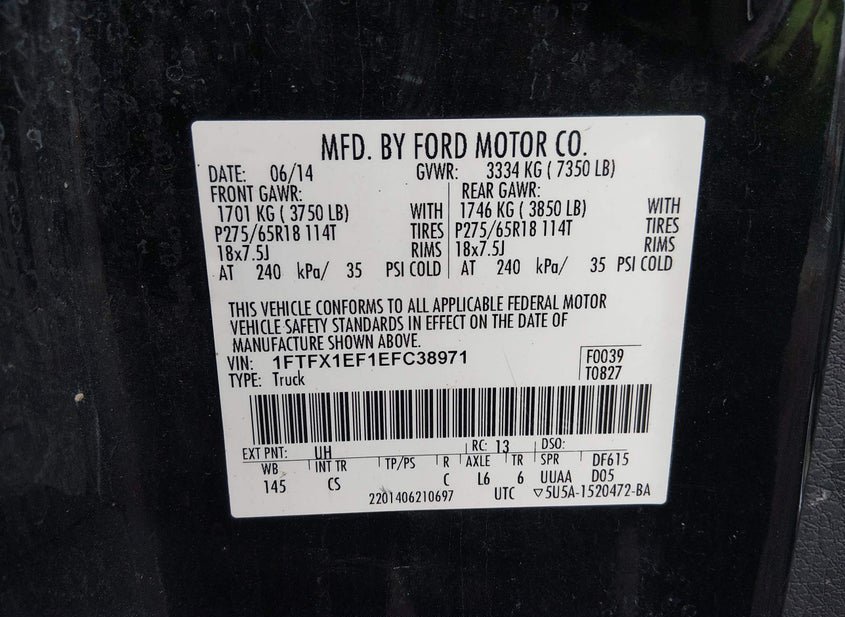 MFD. BY FORD MOTOR CO.
DATE: 06/14 GVWR: 3334 KG ( 7350 LB)
FRONT GAWR: REAR GAWR:
1701 KG ( 3750 LB) WITH 1746 KG ( 3850 LB) WITH
P275/65R18 114T TIRES P275/65R18 114T TIRES
18x7.5J RIMS 18x7.5J RIMS
AT 240 kPa/ 35 PSI COLD AT 240 kPa/ 35 PSI COLD
THIS VEHICLE CONFORMS TO ALL APPLICABLE FEDERAL MOTOR
VEHICLE SAFETY STANDARDS IN EFFECT ON THE DATE OF
MANUFACTURE SHOWN ABOVE.
VIN: 1FTFX1EF1EFC38971 F0039
TYPE: Truck T0827
EXT PNT: UH RC: 13 DSO:
WB INT TR TP/PS R AXLE TR SPR DF615
145 CS C L6 6 UUAA D05
2201406210697 UTC ▽5U5A-1520472-BA